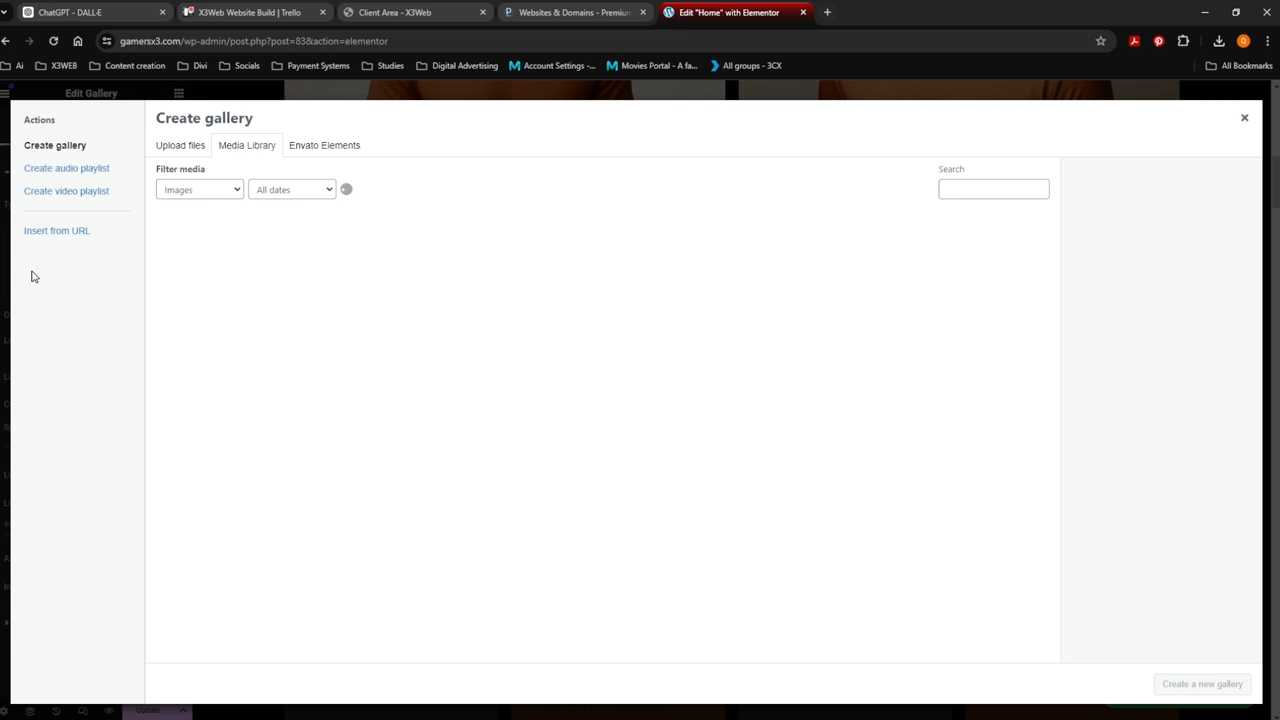 ChatGPT - DALL-E
X3Web Website Build | Trello
Client Area - X3Web
Websites & Domains - Premiu
Edit "Home" with Elementor
gamersx3.com/wp-admin/post.php?post=83&action=elementor
Ai
X3WEB
Content creation
Divi
Socials
Payment Systems
Studies
Digital Advertising
Account Setting -...
Movies Portal - A fa...
All groups - 3CX
All Bookmarks
Edit Gallery
Actions
Create gallery
Create audio playlist
Create video playlist
Insert from URL
Create gallery
Upload files
Media Library
Envato Elements
Filter media
Images
All dates
Search
Create a new gallery
Update